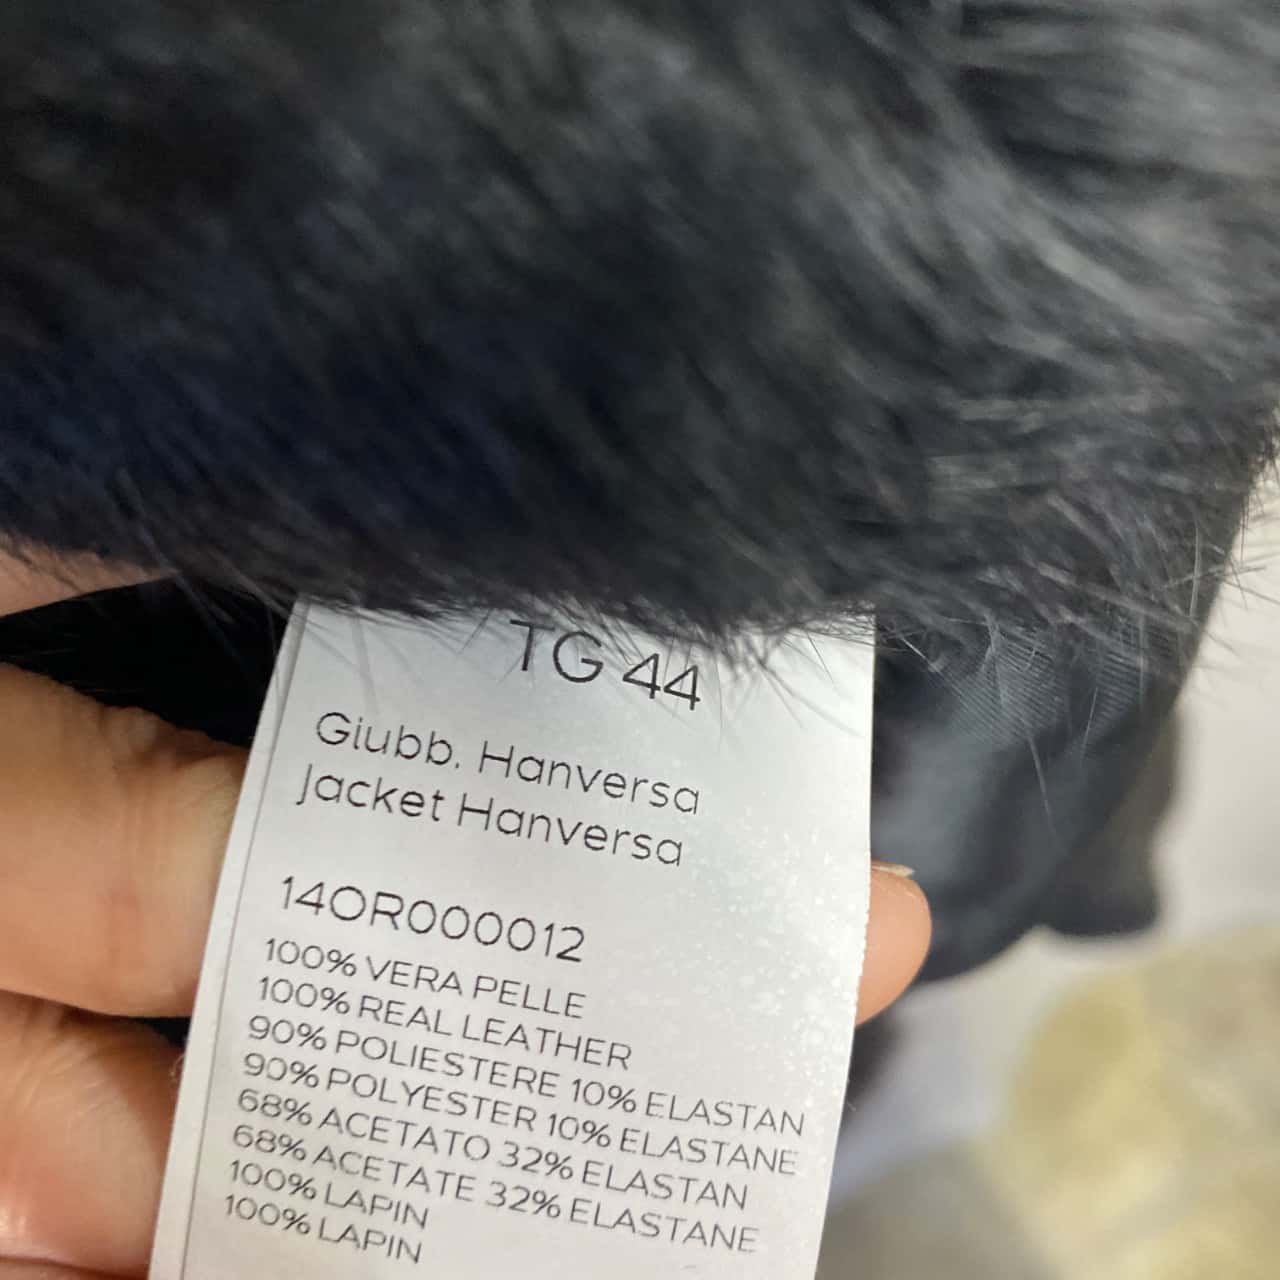 TG 44
Giubb. Hanversa
Jacket Hanversa
14OR000012
100% VERA PELLE
100% REAL LEATHER
90% POLIESTERE 10% ELASTAN
90% POLYESTER 10% ELASTANE
68% ACETATO 32% ELASTAN
68% ACETATE 32% ELASTANE
100% LAPIN
100% LAPIN